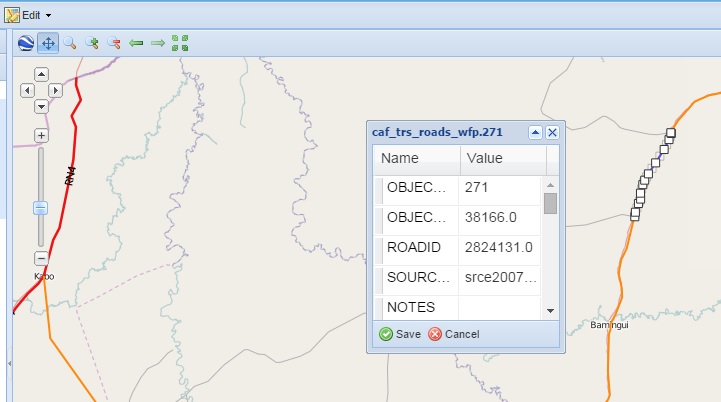 Edit
caf_trs_roads_wfp.271
Name Value
OBJEC... 271
OBJEC... 38166.0
ROADID 2824131.0
SOURC... srce2007...
NOTES
Save Cancel
RN4
Kabo
Bamingui